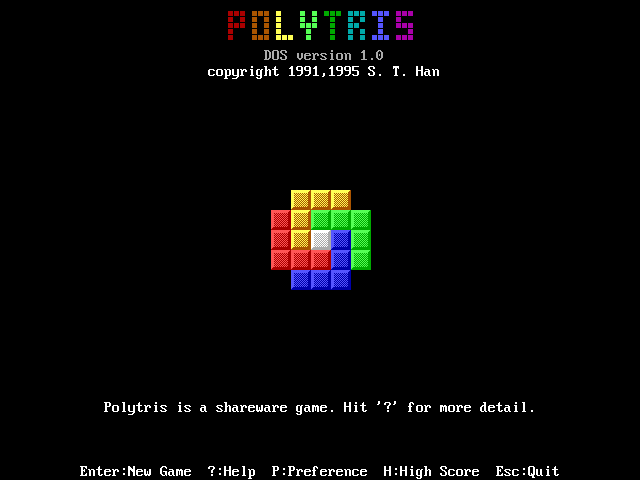 POLYTRIS
DOS version 1.0
copyright 1991,1995 S. T. Han
Polytris is a shareware game. Hit '?' for more detail.
Enter:New Game  ?:Help  P:Preference  H:High Score  Esc:Quit